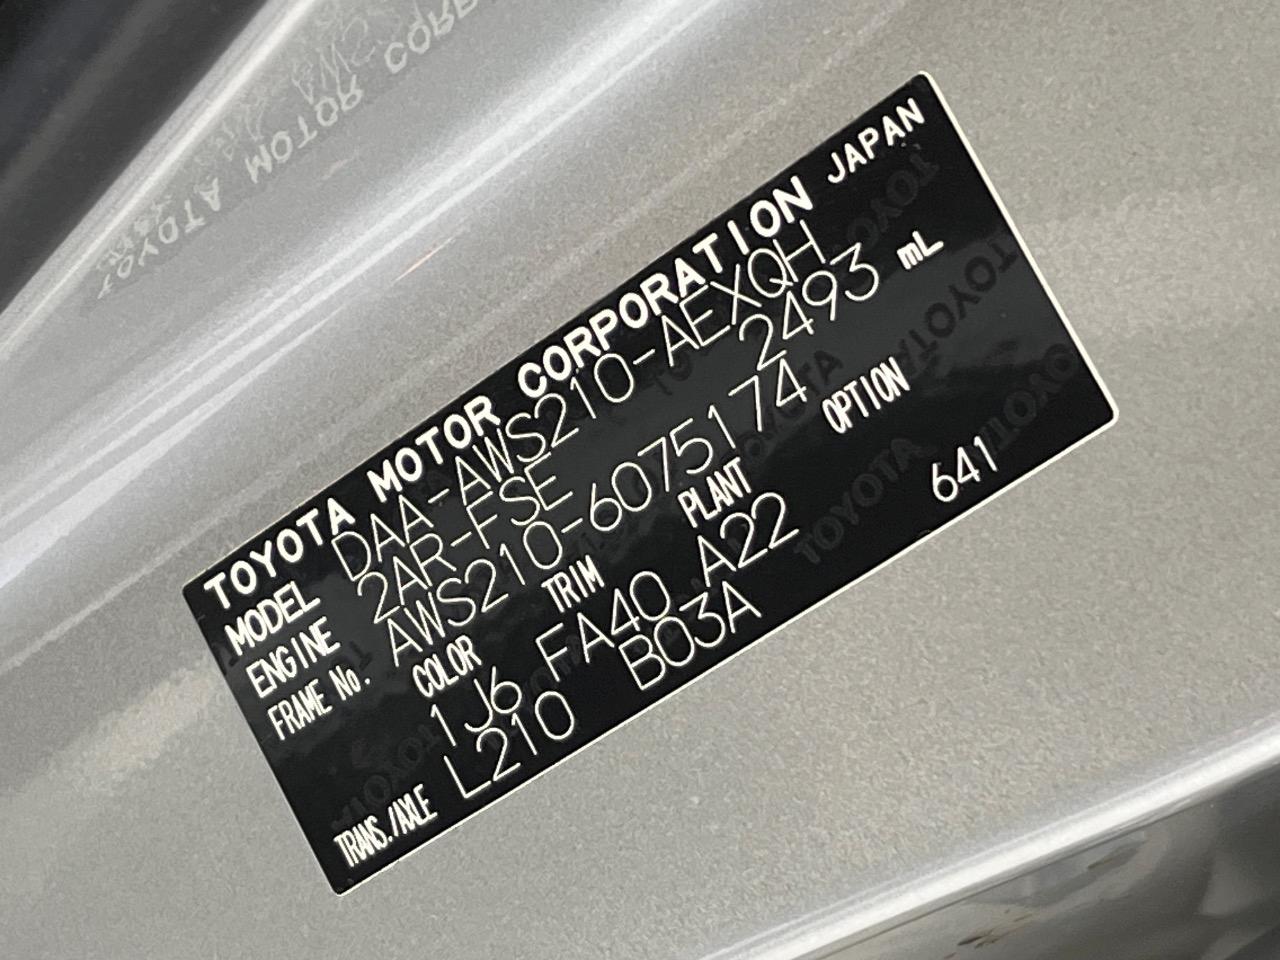 TOYOTA MOTOR CORPORATION JAPAN
MODEL DAA-AWS210-AEXQH
ENGINE 2AR-FSE 2493 mL
FRAME No. AWS210-6075174
COLOR TRIM PLANT OPTION
1J6 FA40 A22 641
TRANS./AXLE L210 B03A